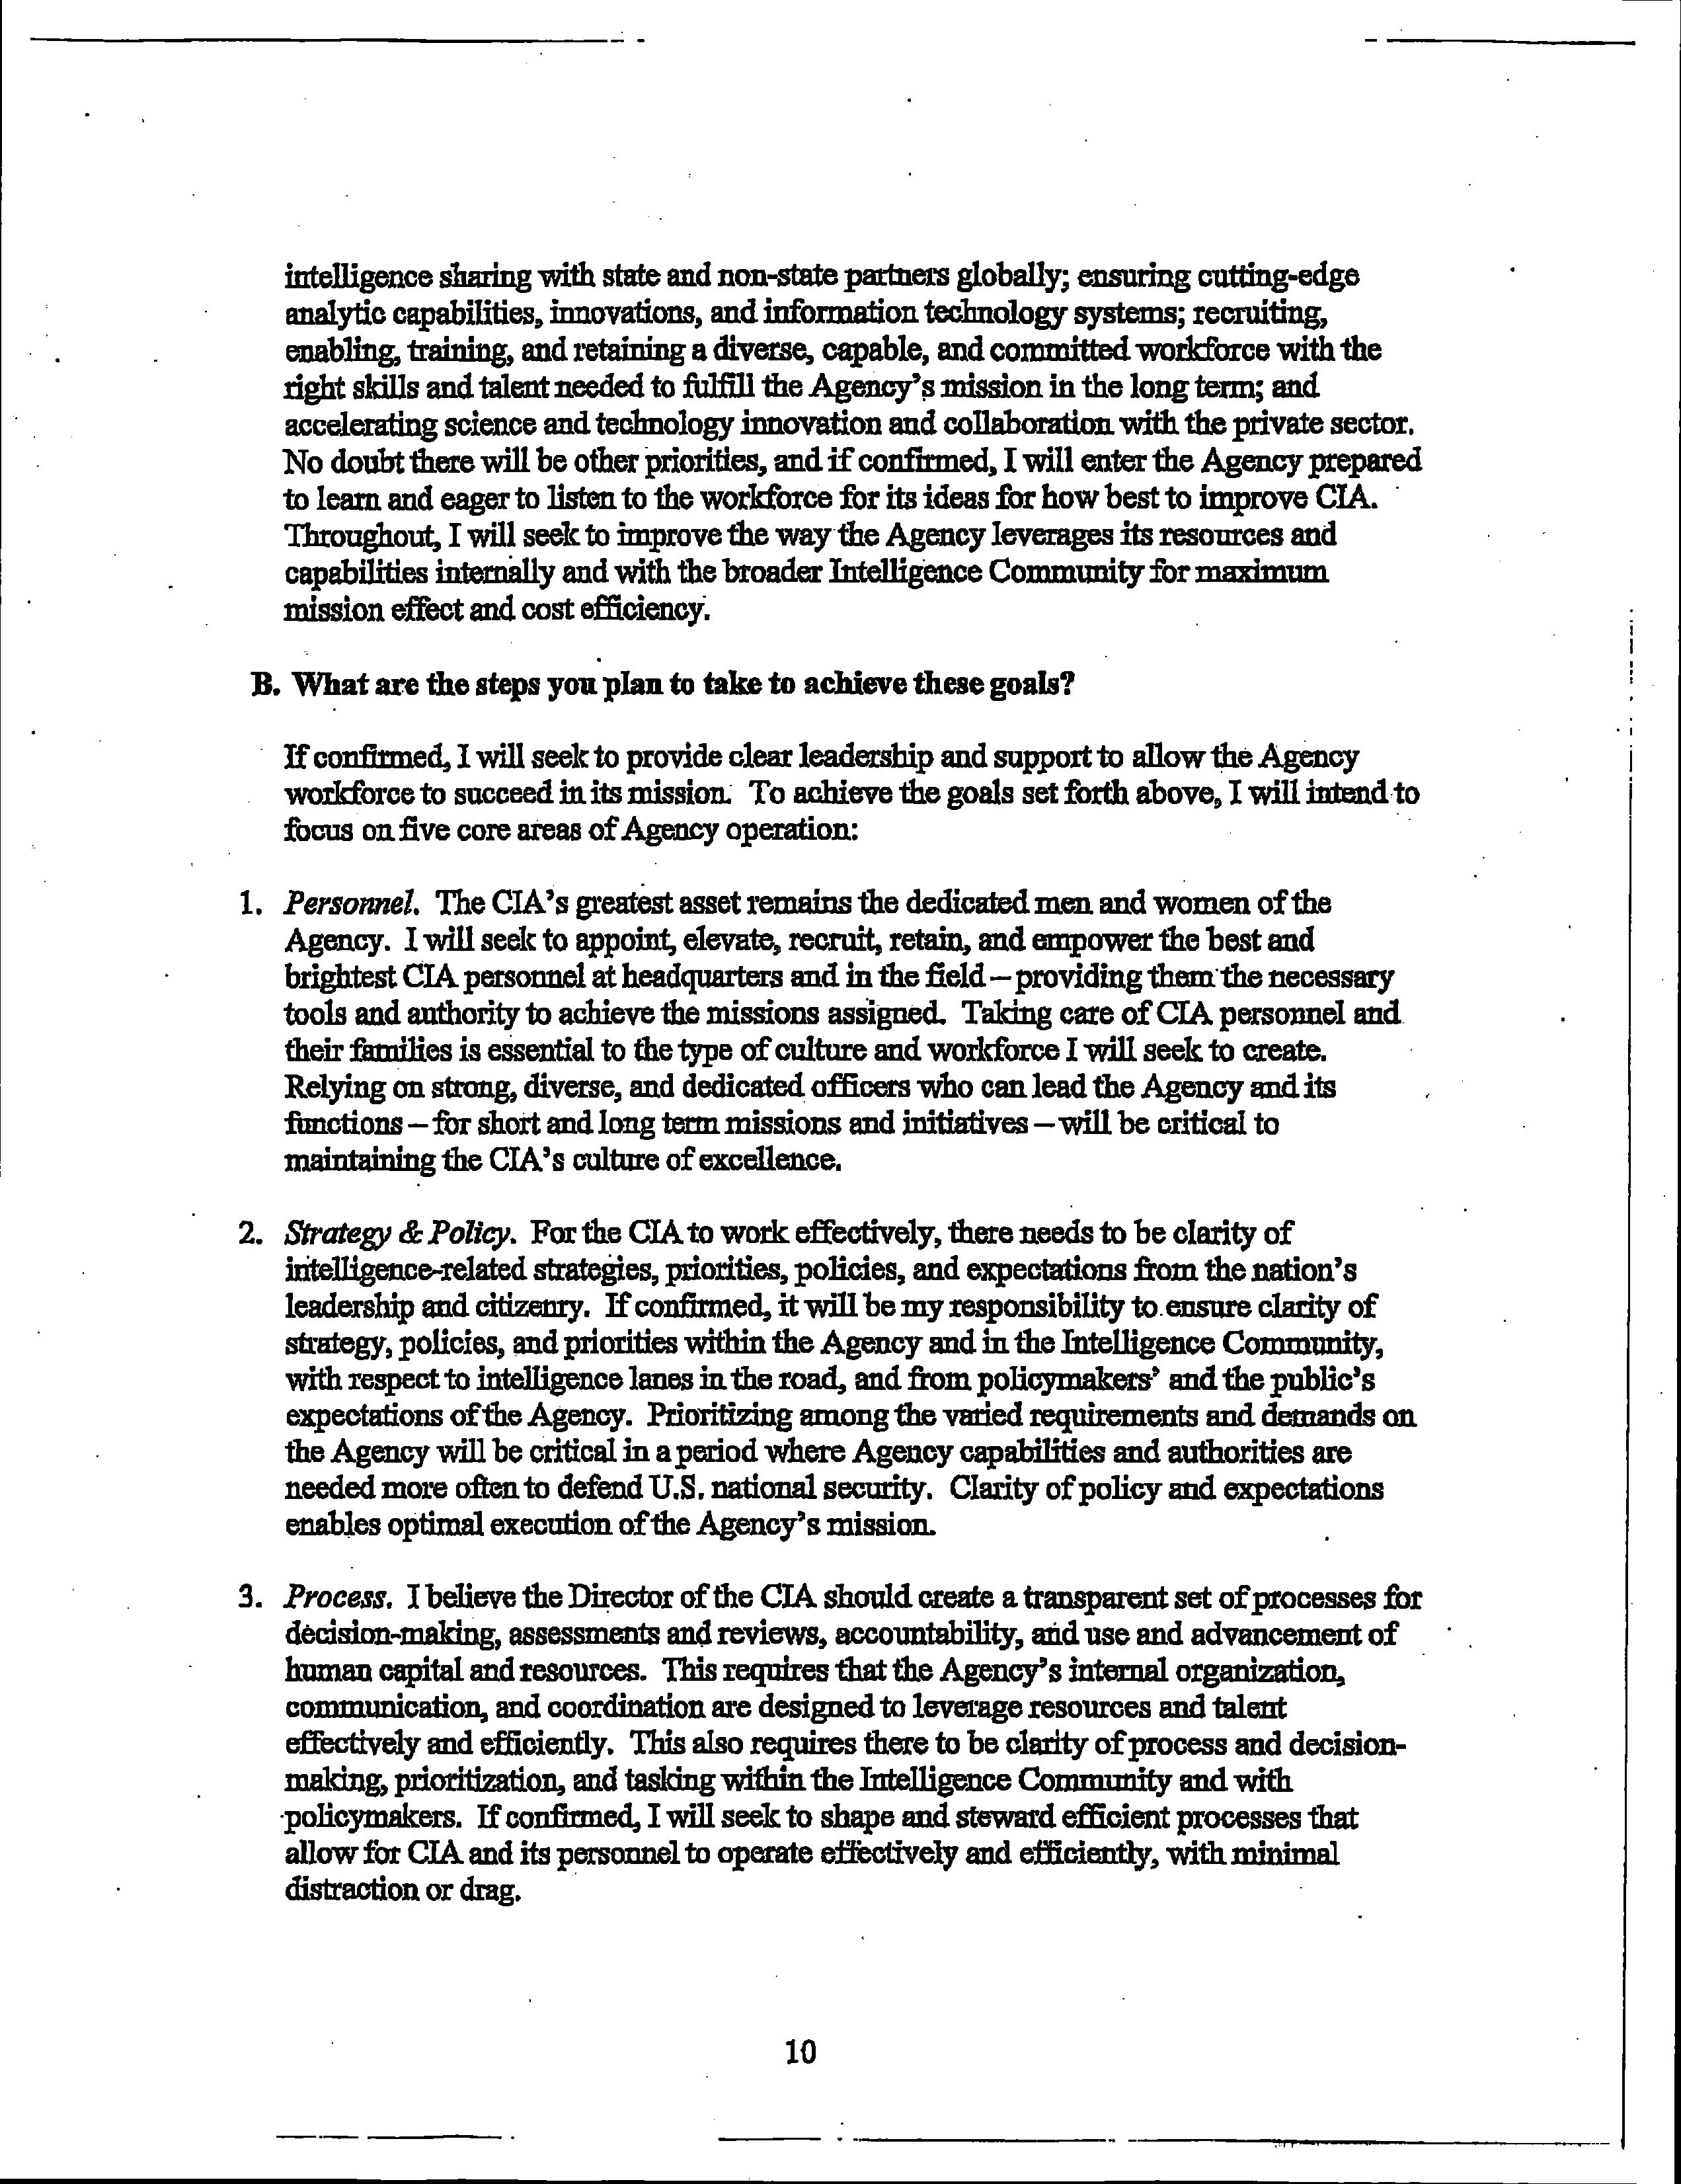 intelligence sharing with state and non-state partners globally; ensuring cutting-edge
analytic capabilities, innovations, and information technology systems; recruiting,
enabling, training, and retaining a diverse, capable, and committed workforce with the
right skills and talent needed to fulfill the Agency's mission in the long term; and
accelerating science and technology innovation and collaboration with the private sector.
No doubt there will be other priorities, and if confirmed, I will enter the Agency prepared
to learn and eager to listen to the workforce for its ideas for how best to improve CIA.
Throughout, I will seek to improve the way the Agency leverages its resources and
capabilities internally and with the broader Intelligence Community for maximum
mission effect and cost efficiency.
B. What are the steps you plan to take to achieve these goals?
If confirmed, I will seek to provide clear leadership and support to allow the Agency
workforce to succeed in its mission. To achieve the goals set forth above, I will intend to
focus on five core areas of Agency operation:
1. Personnel. The CIA's greatest asset remains the dedicated men and women of the
Agency. I will seek to appoint, elevate, recruit, retain, and empower the best and
brightest CIA personnel at headquarters and in the field – providing them the necessary
tools and authority to achieve the missions assigned. Taking care of CIA personnel and
their families is essential to the type of culture and workforce I will seek to create.
Relying on strong, diverse, and dedicated officers who can lead the Agency and its
functions – for short and long term missions and initiatives – will be critical to
maintaining the CIA's culture of excellence.
2. Strategy & Policy. For the CIA to work effectively, there needs to be clarity of
intelligence-related strategies, priorities, policies, and expectations from the nation's
leadership and citizenry. If confirmed, it will be my responsibility to ensure clarity of
strategy, policies, and priorities within the Agency and in the Intelligence Community,
with respect to intelligence lanes in the road, and from policymakers' and the public's
expectations of the Agency. Prioritizing among the varied requirements and demands on
the Agency will be critical in a period where Agency capabilities and authorities are
needed more often to defend U.S. national security. Clarity of policy and expectations
enables optimal execution of the Agency's mission.
3. Process. I believe the Director of the CIA should create a transparent set of processes for
decision-making, assessments and reviews, accountability, and use and advancement of
human capital and resources. This requires that the Agency's internal organization,
communication, and coordination are designed to leverage resources and talent
effectively and efficiently. This also requires there to be clarity of process and decision-
making, prioritization, and tasking within the Intelligence Community and with
policymakers. If confirmed, I will seek to shape and steward efficient processes that
allow for CIA and its personnel to operate effectively and efficiently, with minimal
distraction or drag.
10